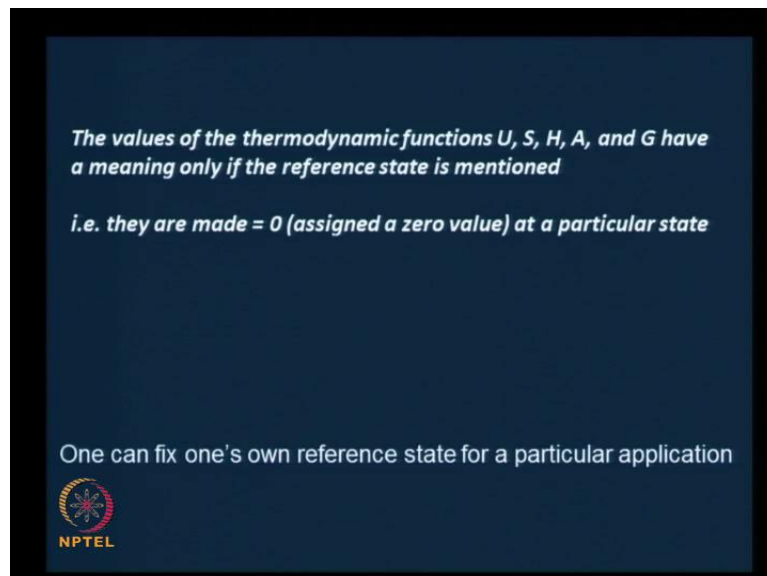 The values of the thermodynamic functions U, S, H, A, and G have
a meaning only if the reference state is mentioned
i.e. they are made = 0 (assigned a zero value) at a particular state
One can fix one's own reference state for a particular application
NPTEL